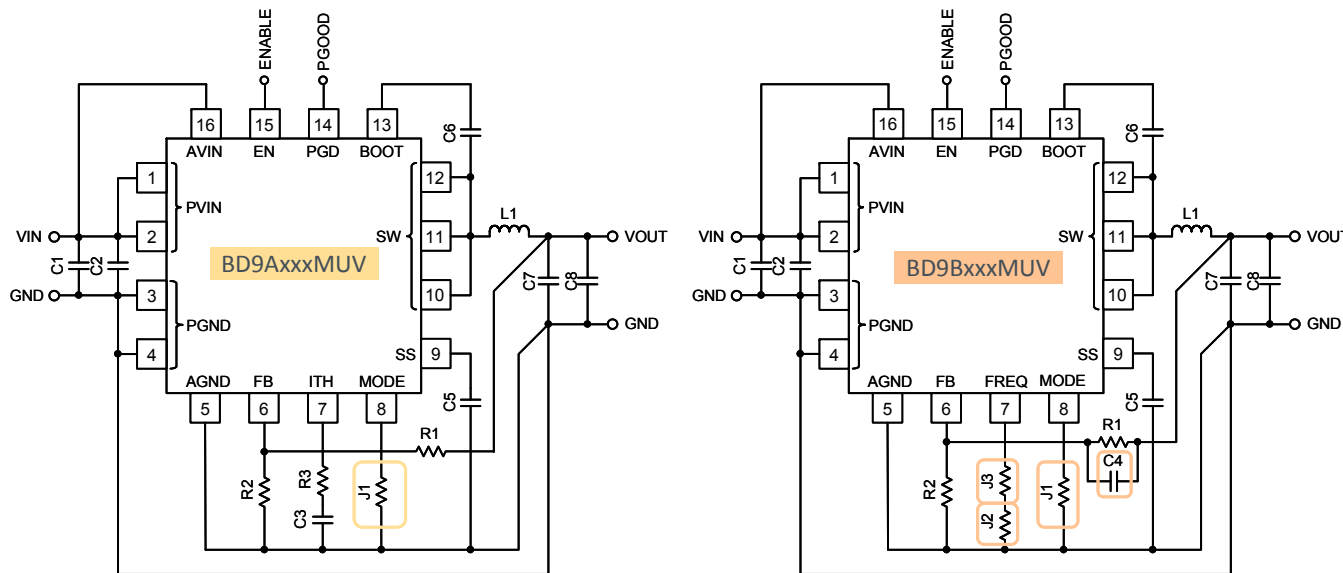 ENABLE
PGOOD
16
15
14
13
AVIN
EN
PGD
BOOT
C6
1
PVIN
12
L1
VIN
2
SW
11
VOUT
BD9AxxxMUV
C1
C2
C7
C8
GND
3
10
PGND
GND
4
SS
9
AGND
FB
ITH
MODE
C5
5
6
7
8
R1
R2
R3
J1
C3
ENABLE
PGOOD
16
15
14
13
AVIN
EN
PGD
BOOT
C6
1
PVIN
12
L1
VIN
2
SW
11
VOUT
BD9BxxxMUV
C1
C2
C7
C8
GND
3
10
PGND
GND
4
SS
9
AGND
FB
FREQ
MODE
C5
5
6
7
8
R1
C4
R2
J3
J1
J2